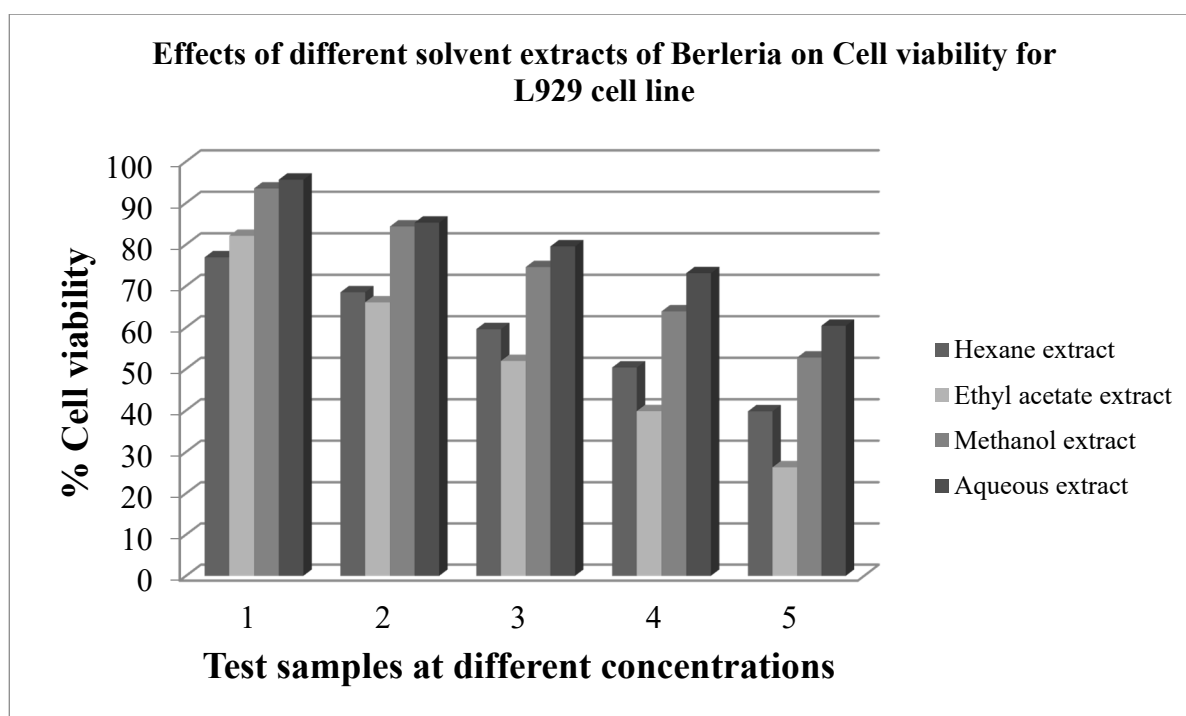 Effects of different solvent extracts of Berleria on Cell viability for
L929 cell line
100
90
80
70
60
50
40
30
20
10
0
% Cell viability
1 2 3 4 5
Test samples at different concentrations
Hexane extract
Ethyl acetate extract
Methanol extract
Aqueous extract